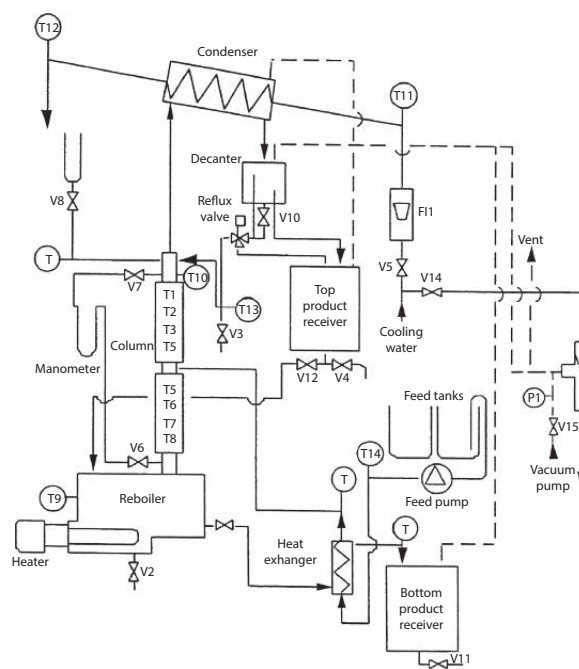 T12
Condenser
T11
Decanter
V8
Reflux
valve
V10
FI1
V5
Vent
T
V7
T10
V14
T1
T2
T3
T5
T13
Top
product
receiver
Cooling
water
Manometer
Column
V3
V12
V4
P1
V15
T5
T6
T7
T8
Feed tanks
V6
T14
Vacuum
pump
T
Feed pump
T9
Reboiler
T
Heater
V2
Heat
exhanger
Bottom
product
receiver
V11